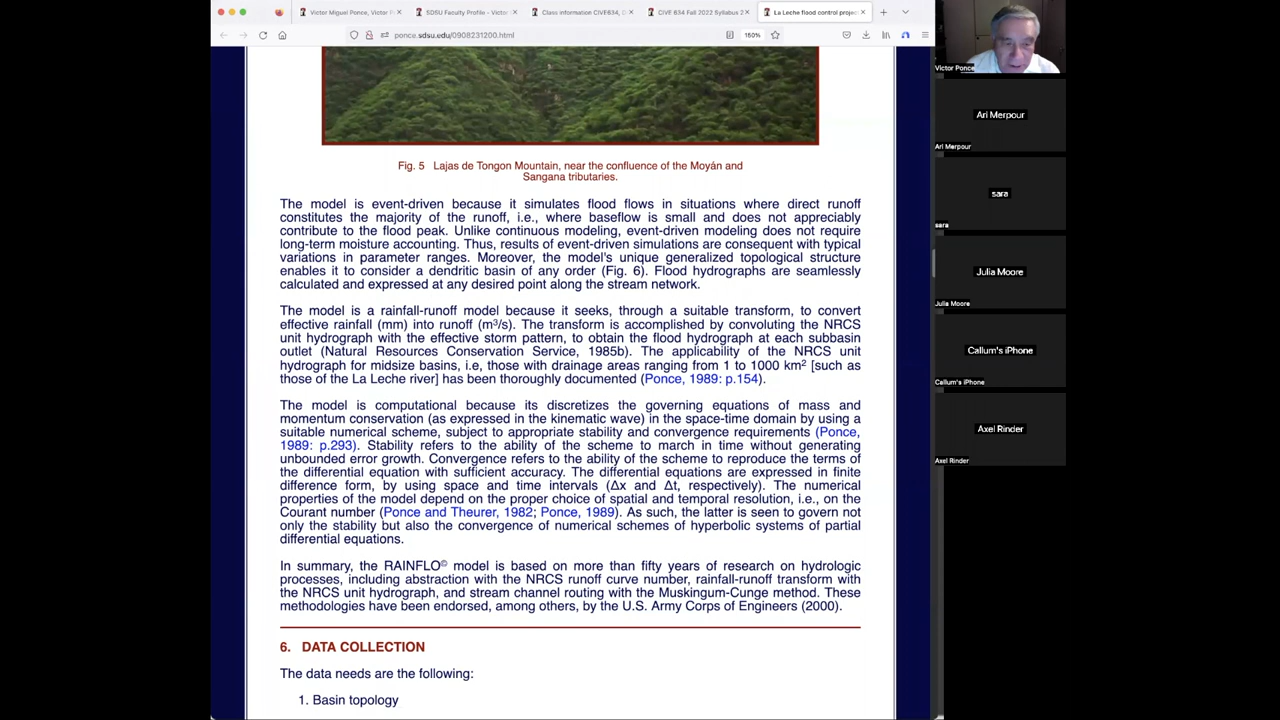 Victor Miguel Ponce, Victor P
SDSU Faculty Profile - Victor
Class information CIVE634, D
CIVE 634 Fall 2022 Syllabus 2
La Leche flood control project
ponce.sdsu.edu/0908231200.html
150%
Fig. 5 Lajas de Tongon Mountain, near the confluence of the Moyán and
Sangana tributaries.
The model is event-driven because it simulates flood flows in situations where direct runoff
constitutes the majority of the runoff, i.e., where baseflow is small and does not appreciably
contribute to the flood peak. Unlike continuous modeling, event-driven modeling does not require
long-term moisture accounting. Thus, results of event-driven simulations are consequent with typical
variations in parameter ranges. Moreover, the model's unique generalized topological structure
enables it to consider a dendritic basin of any order (Fig. 6). Flood hydrographs are seamlessly
calculated and expressed at any desired point along the stream network.
The model is a rainfall-runoff model because it seeks, through a suitable transform, to convert
effective rainfall (mm) into runoff (m³/s). The transform is accomplished by convoluting the NRCS
unit hydrograph with the effective storm pattern, to obtain the flood hydrograph at each subbasin
outlet (Natural Resources Conservation Service, 1985b). The applicability of the NRCS unit
hydrograph for midsize basins, i.e, those with drainage areas ranging from 1 to 1000 km² [such as
those of the La Leche river] has been thoroughly documented (Ponce, 1989: p.154).
The model is computational because its discretizes the governing equations of mass and
momentum conservation (as expressed in the kinematic wave) in the space-time domain by using a
suitable numerical scheme, subject to appropriate stability and convergence requirements (Ponce,
1989: p.293). Stability refers to the ability of the scheme to march in time without generating
unbounded error growth. Convergence refers to the ability of the scheme to reproduce the terms of
the differential equation with sufficient accuracy. The differential equations are expressed in finite
difference form, by using space and time intervals (Δx and Δt, respectively). The numerical
properties of the model depend on the proper choice of spatial and temporal resolution, i.e., on the
Courant number (Ponce and Theurer, 1982; Ponce, 1989). As such, the latter is seen to govern not
only the stability but also the convergence of numerical schemes of hyperbolic systems of partial
differential equations.
In summary, the RAINFLO© model is based on more than fifty years of research on hydrologic
processes, including abstraction with the NRCS runoff curve number, rainfall-runoff transform with
the NRCS unit hydrograph, and stream channel routing with the Muskingum-Cunge method. These
methodologies have been endorsed, among others, by the U.S. Army Corps of Engineers (2000).
6. DATA COLLECTION
The data needs are the following:
1. Basin topology
Victor Ponce
Ari Merpour
Ari Merpour
sara
sara
Julia Moore
Julia Moore
Callum's iPhone
Callum's iPhone
Axel Rinder
Axel Rinder